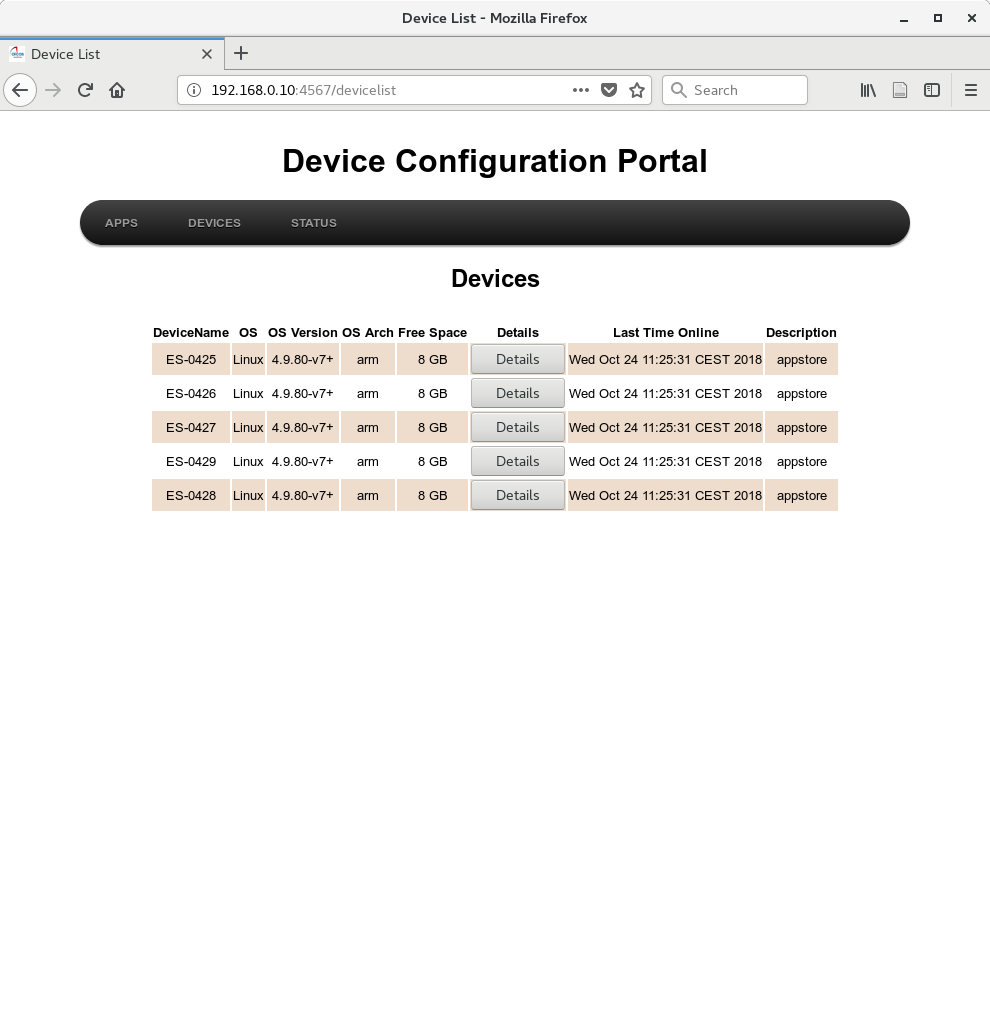 Device List - Mozilla Firefox
Device List
192.168.0.10:4567/devicelist Search
Device Configuration Portal
APPS DEVICES STATUS
Devices
DeviceName OS OS Version OS Arch Free Space Details Last Time Online Description
ES-0425 Linux 4.9.80-v7+ arm 8 GB Details Wed Oct 24 11:25:31 CEST 2018 appstore
ES-0426 Linux 4.9.80-v7+ arm 8 GB Details Wed Oct 24 11:25:31 CEST 2018 appstore
ES-0427 Linux 4.9.80-v7+ arm 8 GB Details Wed Oct 24 11:25:31 CEST 2018 appstore
ES-0429 Linux 4.9.80-v7+ arm 8 GB Details Wed Oct 24 11:25:31 CEST 2018 appstore
ES-0428 Linux 4.9.80-v7+ arm 8 GB Details Wed Oct 24 11:25:31 CEST 2018 appstore